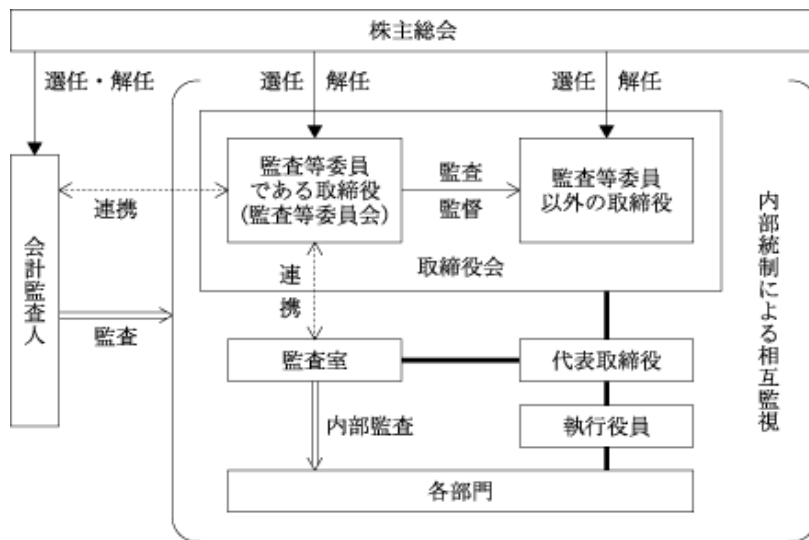 株主総会
選任・解任
選任
解任
選任
解任
監査等委員
である取締役
(監査等委員会)
監査
監督
監査等委員
以外の取締役
連携
取締役会
連
携
会計監査人
監査
監査室
代表取締役
内部監査
執行役員
各部門
内部統制による相互監視